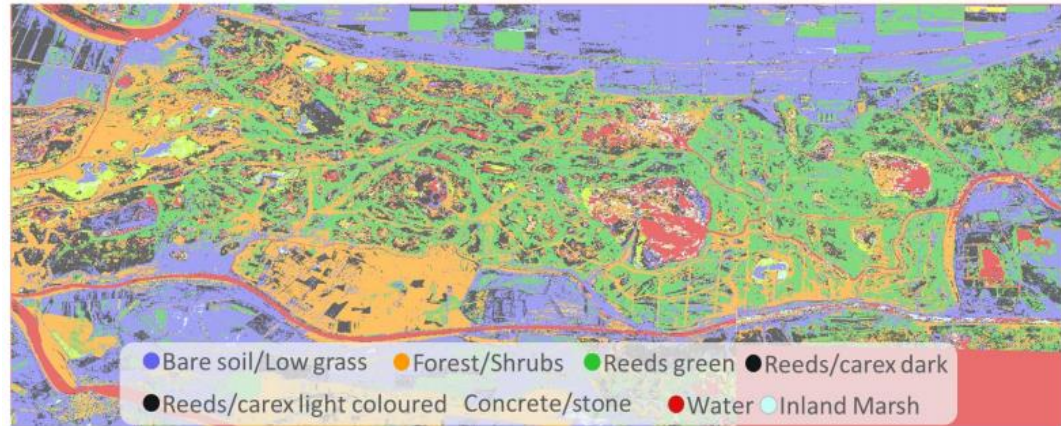 Bare soil/Low grass Forest/Shrubs Reeds green Reeds/carex dark
Reeds/carex light coloured Concrete/stone Water Inland Marsh